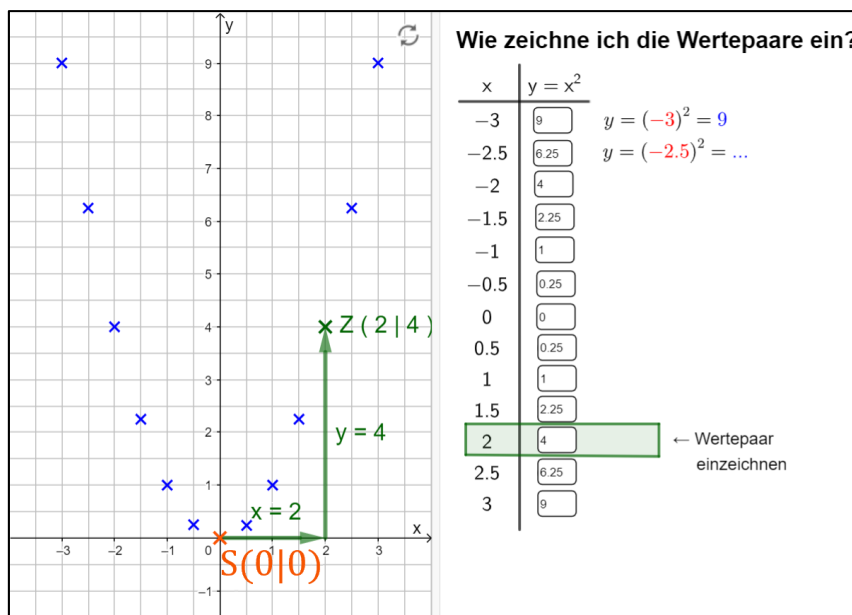 y
9
8
7
6
5
4
3
2
1
0
−1
−3
−2
−1
1
2
3
x
Z ( 2 | 4 )
y = 4
x = 2
S(0|0)
Wie zeichne ich die Wertepaare ein?
x y = x²
−3 9 y = (−3)² = 9
−2.5 6.25 y = (−2.5)² = ...
−2 4
−1.5 2.25
−1 1
−0.5 0.25
0 0
0.5 0.25
1 1
1.5 2.25
2 4 ← Wertepaar
einzeichnen
2.5 6.25
3 9